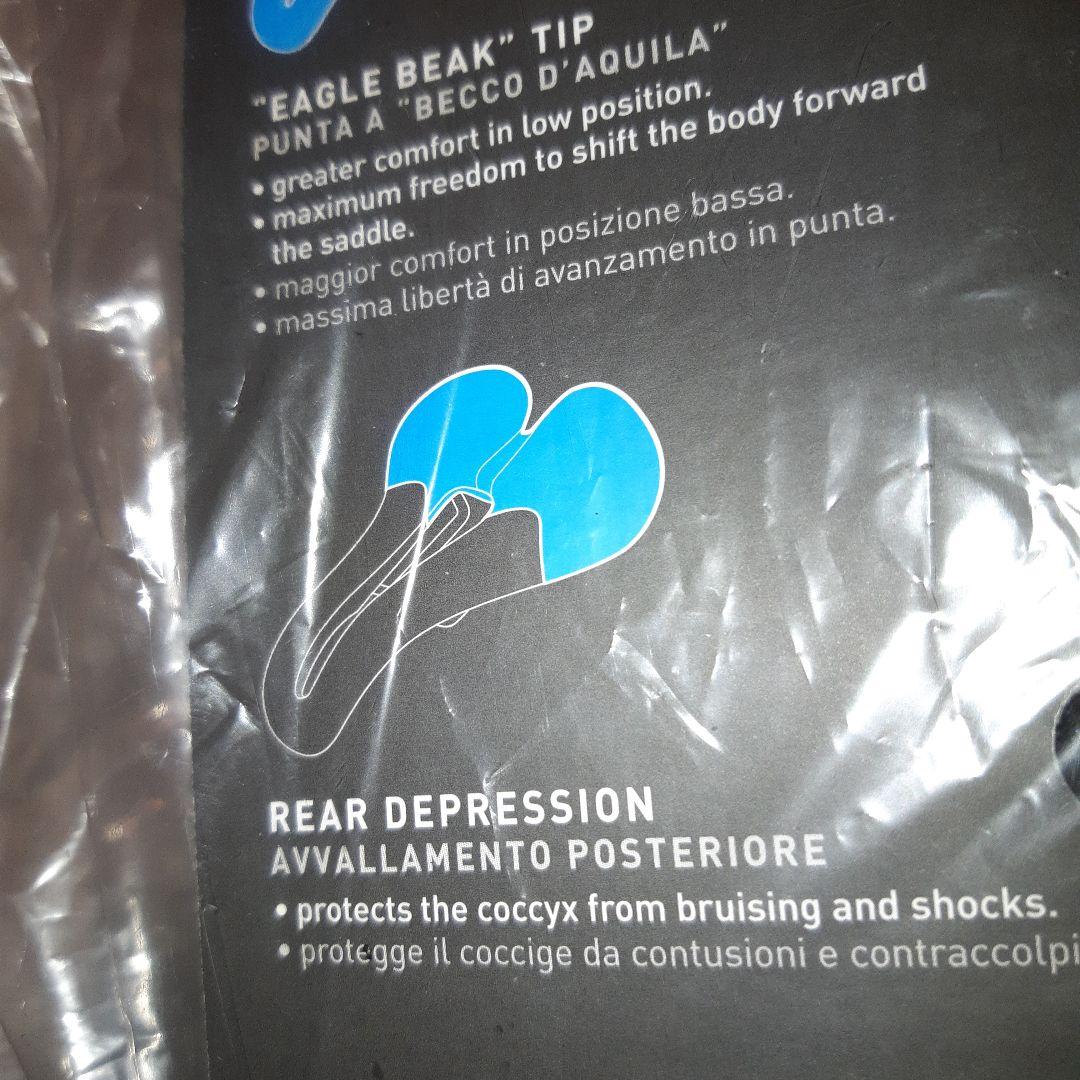 "EAGLE BEAK" TIP
PUNTA A "BECCO D'AQUILA"
• greater comfort in low position.
• maximum freedom to shift the body forward
the saddle.
• maggior comfort in posizione bassa.
• massima libertà di avanzamento in punta.
REAR DEPRESSION
AVVALLAMENTO POSTERIORE
• protects the coccyx from bruising and shocks.
• protegge il coccige da contusioni e contraccolpi